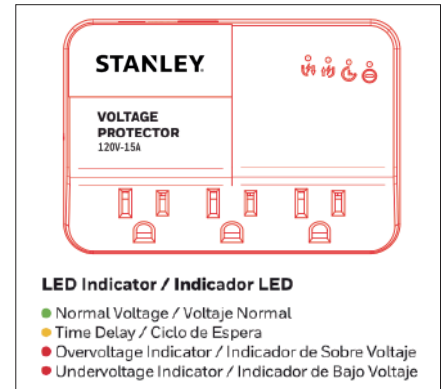 STANLEY.
VOLTAGE
PROTECTOR
120V-15A
LED Indicator / Indicador LED
Normal Voltage / Voltaje Normal
Time Delay / Ciclo de Espera
Overvoltage Indicator / Indicador de Sobre Voltaje
Undervoltage Indicator / Indicador de Bajo Voltaje